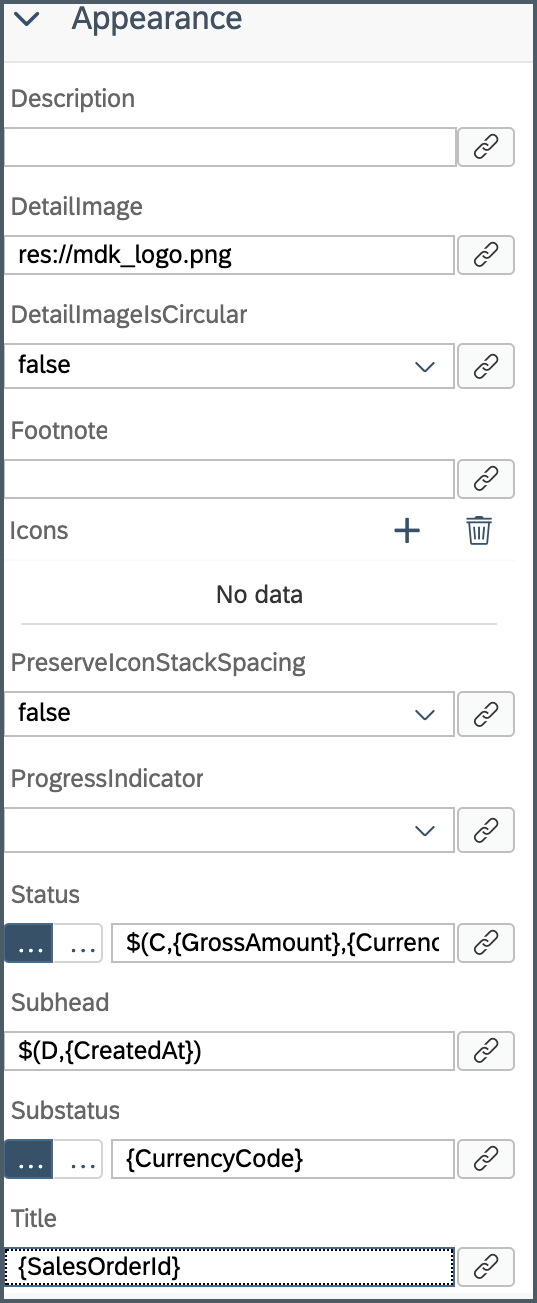 Appearance
Description
DetailImage
res://mdk_logo.png
DetailImageIsCircular
false
Footnote
Icons
No data
PreserveIconStackSpacing
false
ProgressIndicator
Status
... ... $(C,{GrossAmount},{Currenc
Subhead
$(D,{CreatedAt})
Substatus
... ... {CurrencyCode}
Title
{SalesOrderId}